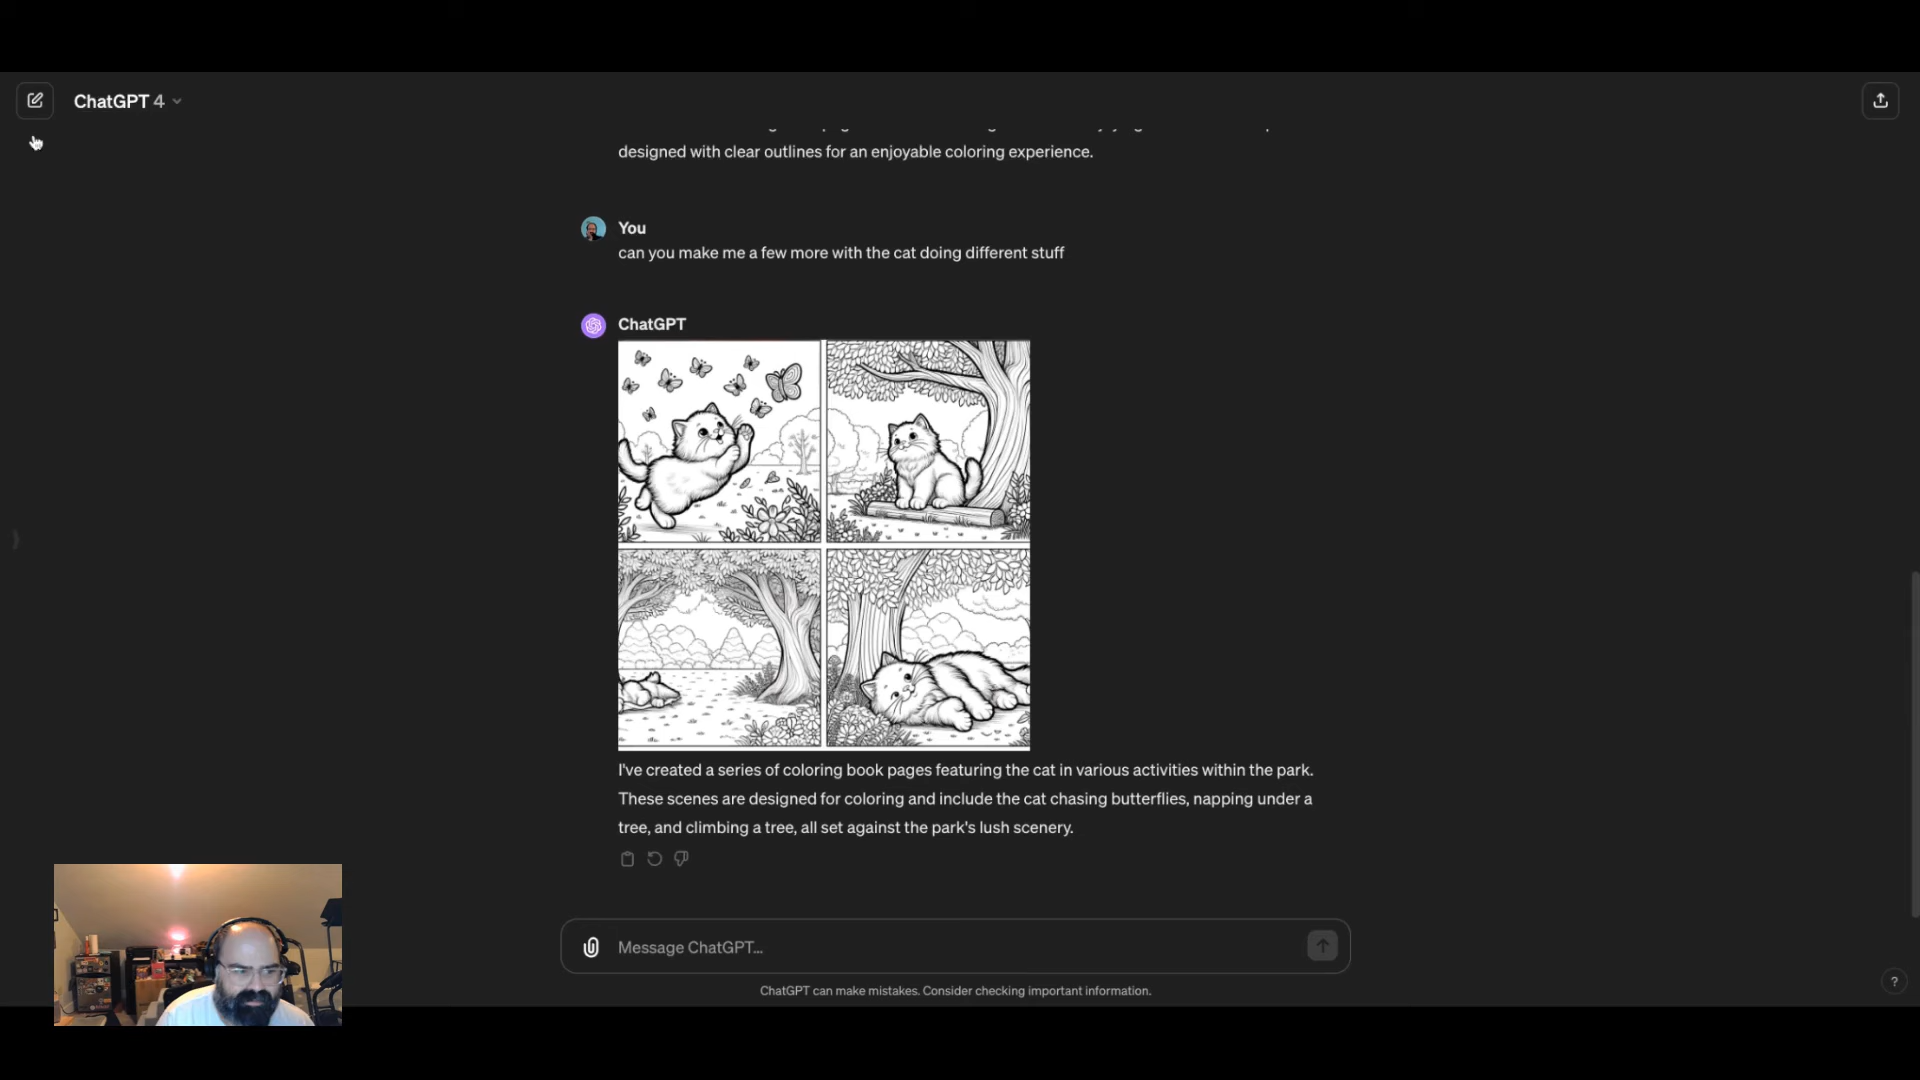 ChatGPT 4
designed with clear outlines for an enjoyable coloring experience.
You
can you make me a few more with the cat doing different stuff
ChatGPT
I've created a series of coloring book pages featuring the cat in various activities within the park.
These scenes are designed for coloring and include the cat chasing butterflies, napping under a
tree, and climbing a tree, all set against the park's lush scenery.
Message ChatGPT...
ChatGPT can make mistakes. Consider checking important information.
?